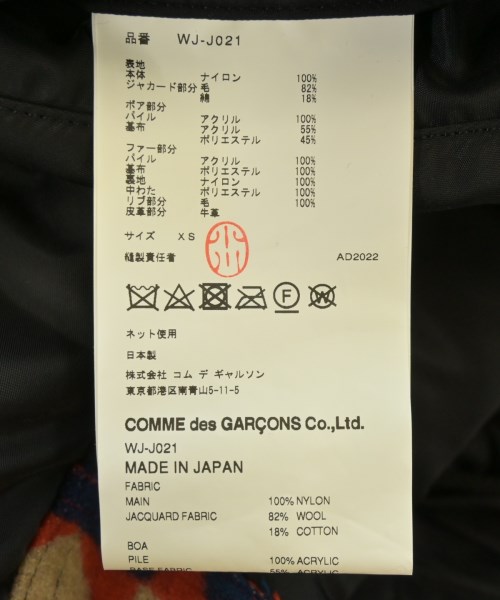 品番 WJ-J021
表地
本体 ナイロン 100%
ジャカード部分 毛 82%
綿 18%
ボア部分
パイル アクリル 100%
基布 アクリル 55%
ポリエステル 45%
ファー部分
パイル アクリル 100%
基布 ポリエステル 100%
裏地 ナイロン 100%
中わた ポリエステル 100%
リブ部分 毛 100%
皮革部分 牛革
サイズ XS
縫製責任者 AD2022
F W
ネット使用
日本製
株式会社 コム デ ギャルソン
東京都港区南青山5-11-5
COMME des GARÇONS Co.,Ltd.
WJ-J021
MADE IN JAPAN
FABRIC
MAIN 100% NYLON
JACQUARD FABRIC 82% WOOL
18% COTTON
BOA
PILE 100% ACRYLIC
BASE FABRIC 55% ACRYLIC